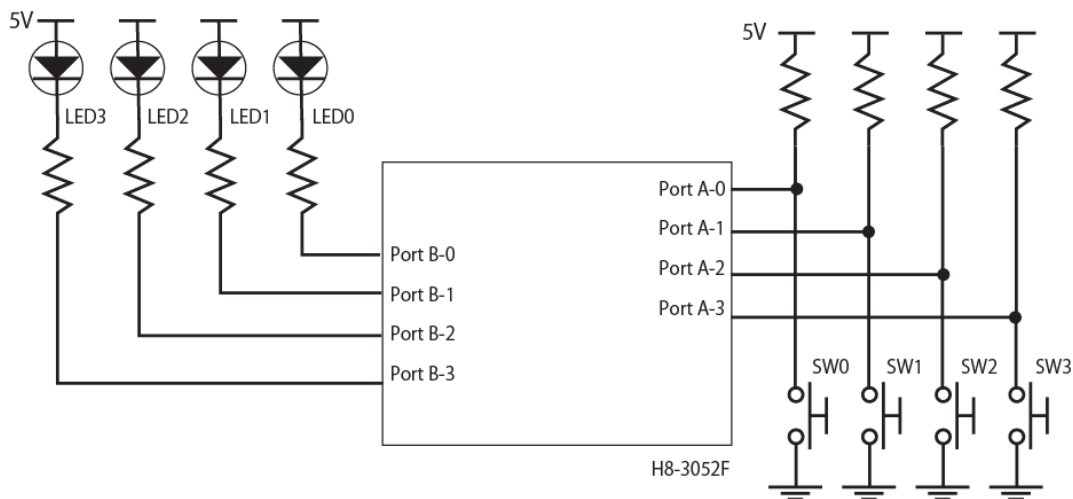 5V
LED3
LED2
LED1
LED0
5V
Port A-0
Port A-1
Port A-2
Port A-3
Port B-0
Port B-1
Port B-2
Port B-3
SW0
SW1
SW2
SW3
H8-3052F